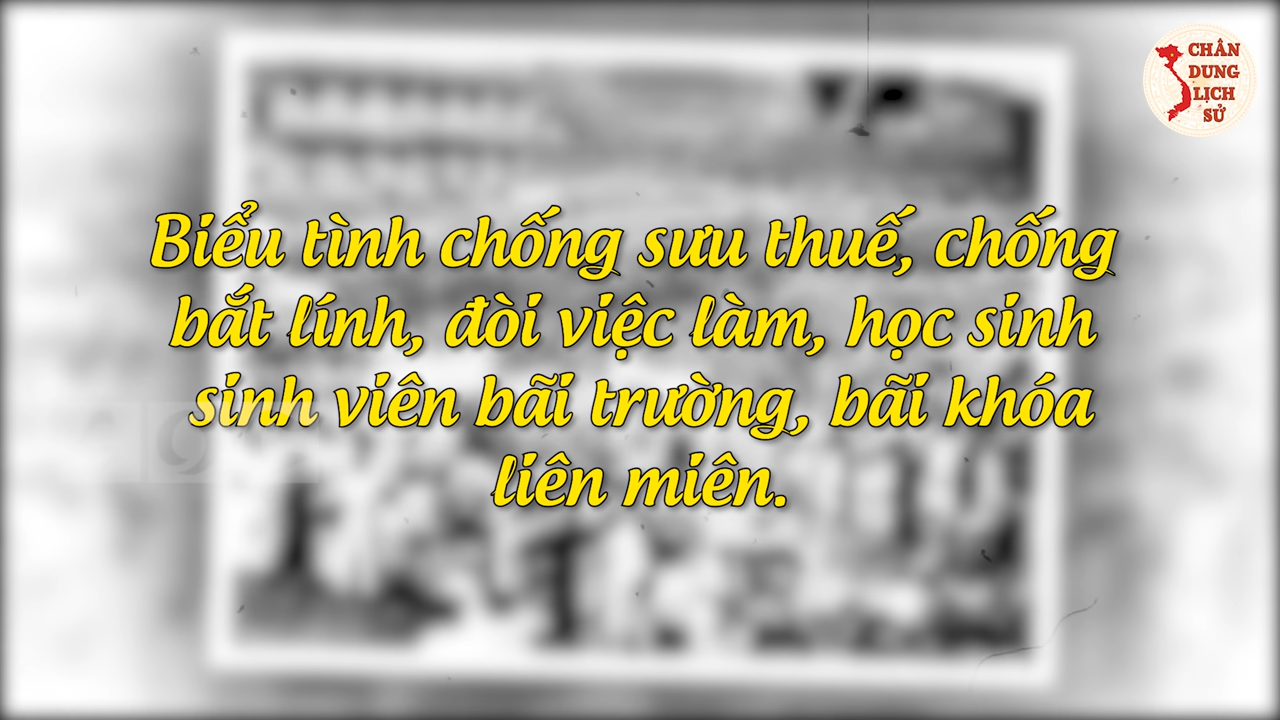 CHÂN
DUNG
LỊCH
SỬ
Biểu tình chống sưu thuế, chống
bắt lính, đòi việc làm, học sinh
sinh viên bãi trường, bãi khóa
liên miên.